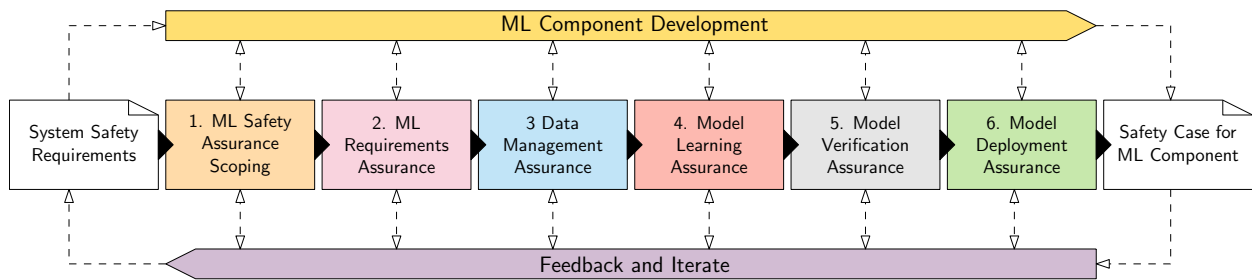 ML Component Development
System Safety
Requirements
1. ML Safety
Assurance
Scoping
2. ML
Requirements
Assurance
3 Data
Management
Assurance
4. Model
Learning
Assurance
5. Model
Verification
Assurance
6. Model
Deployment
Assurance
Safety Case for
ML Component
Feedback and Iterate